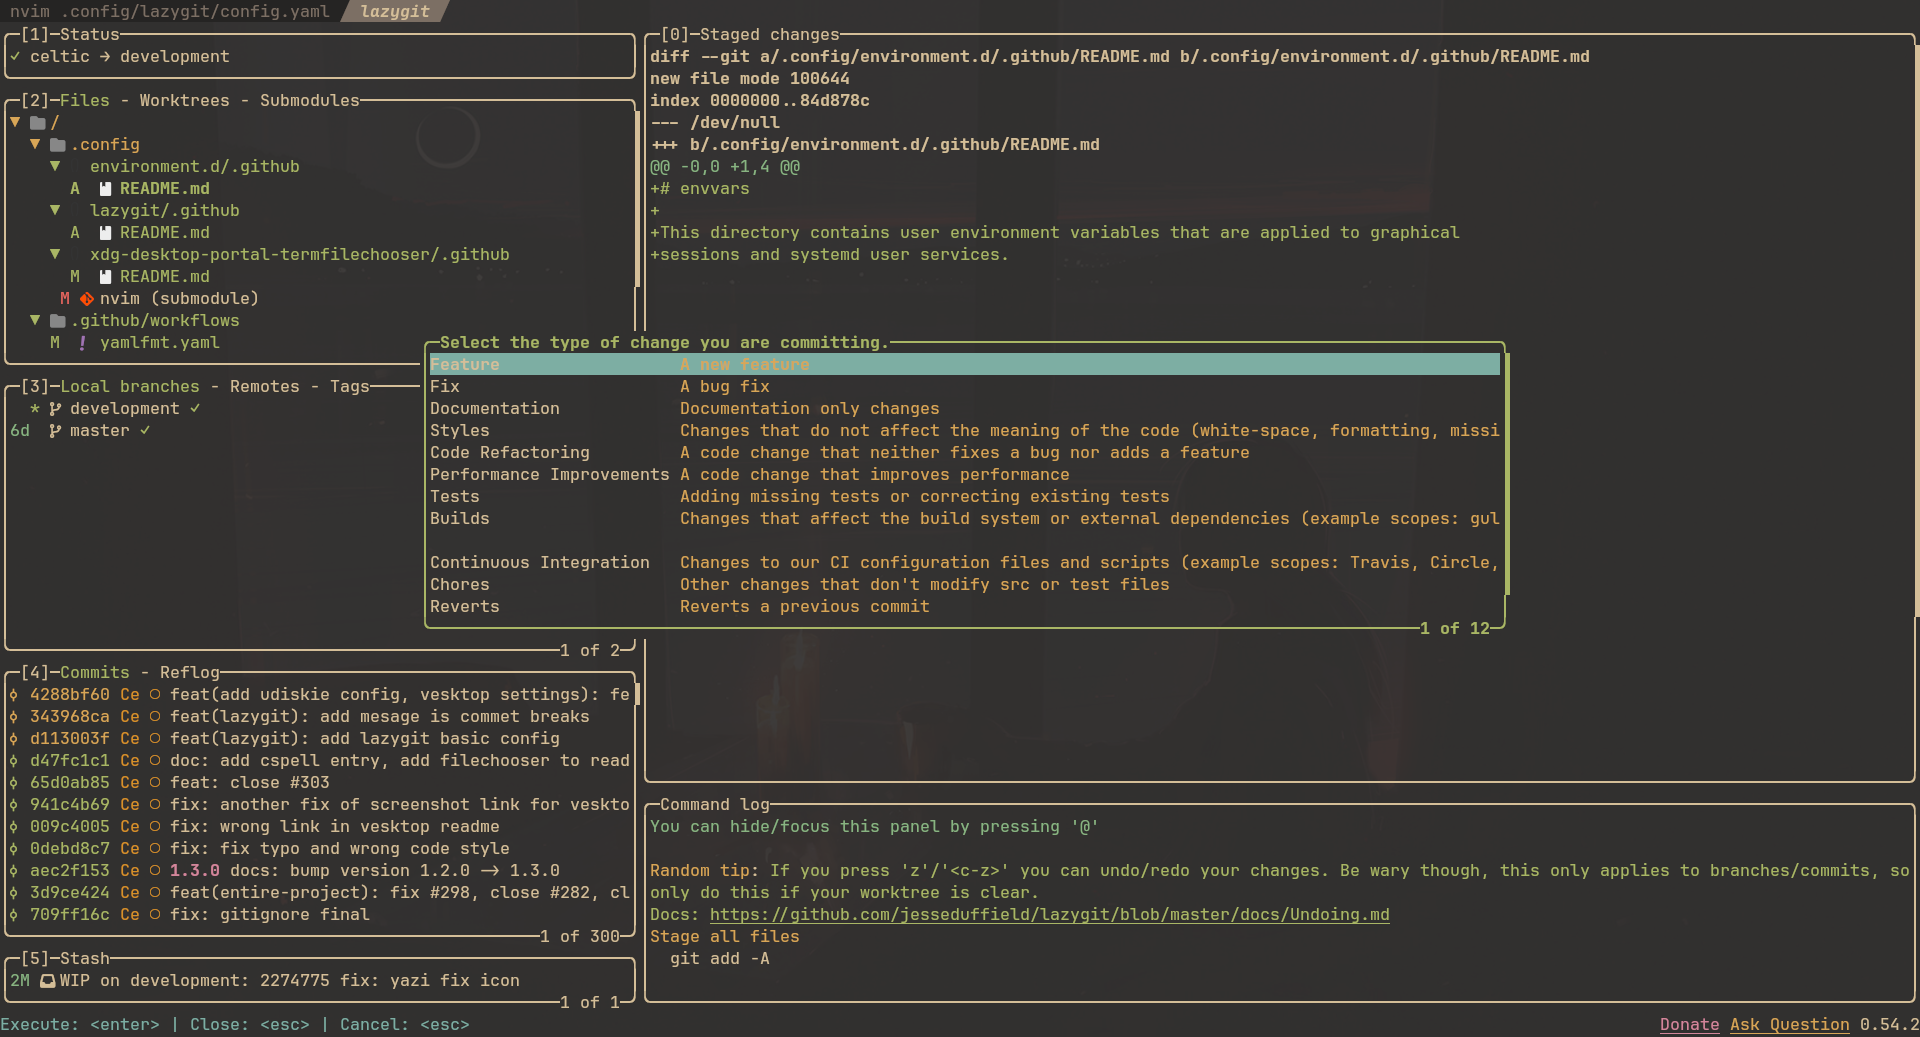 nvim .config/lazygit/config.yaml lazygit
[1]─Status
✓ celtic → development
[2]─Files - Worktrees - Submodules
▼ /
▼ .config
▼ environment.d/.github
A README.md
▼ lazygit/.github
A README.md
▼ xdg-desktop-portal-termfilechooser/.github
M README.md
M nvim (submodule)
▼ .github/workflows
M ! yamlfmt.yaml
[3]─Local branches - Remotes - Tags
* development ✓
6d master ✓
1 of 2
[4]─Commits - Reflog
4288bf60 Ce feat(add udiskie config, vesktop settings): fe
343968ca Ce feat(lazygit): add mesage is commet breaks
d113003f Ce feat(lazygit): add lazygit basic config
d47fc1c1 Ce doc: add cspell entry, add filechooser to read
65d0ab85 Ce feat: close #303
941c4b69 Ce fix: another fix of screenshot link for veskto
009c4005 Ce fix: wrong link in vesktop readme
0debd8c7 Ce fix: fix typo and wrong code style
aec2f153 Ce 1.3.0 docs: bump version 1.2.0 —> 1.3.0
3d9ce424 Ce feat(entire-project): fix #298, close #282, cl
709ff16c Ce fix: gitignore final
1 of 300
[5]─Stash
2M WIP on development: 2274775 fix: yazi fix icon
1 of 1
[0]─Staged changes
diff --git a/.config/environment.d/.github/README.md b/.config/environment.d/.github/README.md
new file mode 100644
index 0000000..84d878c
--- /dev/null
+++ b/.config/environment.d/.github/README.md
@@ -0,0 +1,4 @@
+# envvars
+
+This directory contains user environment variables that are applied to graphical
+sessions and systemd user services.
Select the type of change you are committing.
Feature A new feature
Fix A bug fix
Documentation Documentation only changes
Styles Changes that do not affect the meaning of the code (white-space, formatting, missi
Code Refactoring A code change that neither fixes a bug nor adds a feature
Performance Improvements A code change that improves performance
Tests Adding missing tests or correcting existing tests
Builds Changes that affect the build system or external dependencies (example scopes: gul
Continuous Integration Changes to our CI configuration files and scripts (example scopes: Travis, Circle,
Chores Other changes that don't modify src or test files
Reverts Reverts a previous commit
1 of 12
Command log
You can hide/focus this panel by pressing '@'
Random tip: If you press 'z'/'<c-z>' you can undo/redo your changes. Be wary though, this only applies to branches/commits, so
only do this if your worktree is clear.
Docs: https://github.com/jesseduffield/lazygit/blob/master/docs/Undoing.md
Stage all files
git add -A
Execute: <enter> | Close: <esc> | Cancel: <esc>
Donate Ask Question 0.54.2